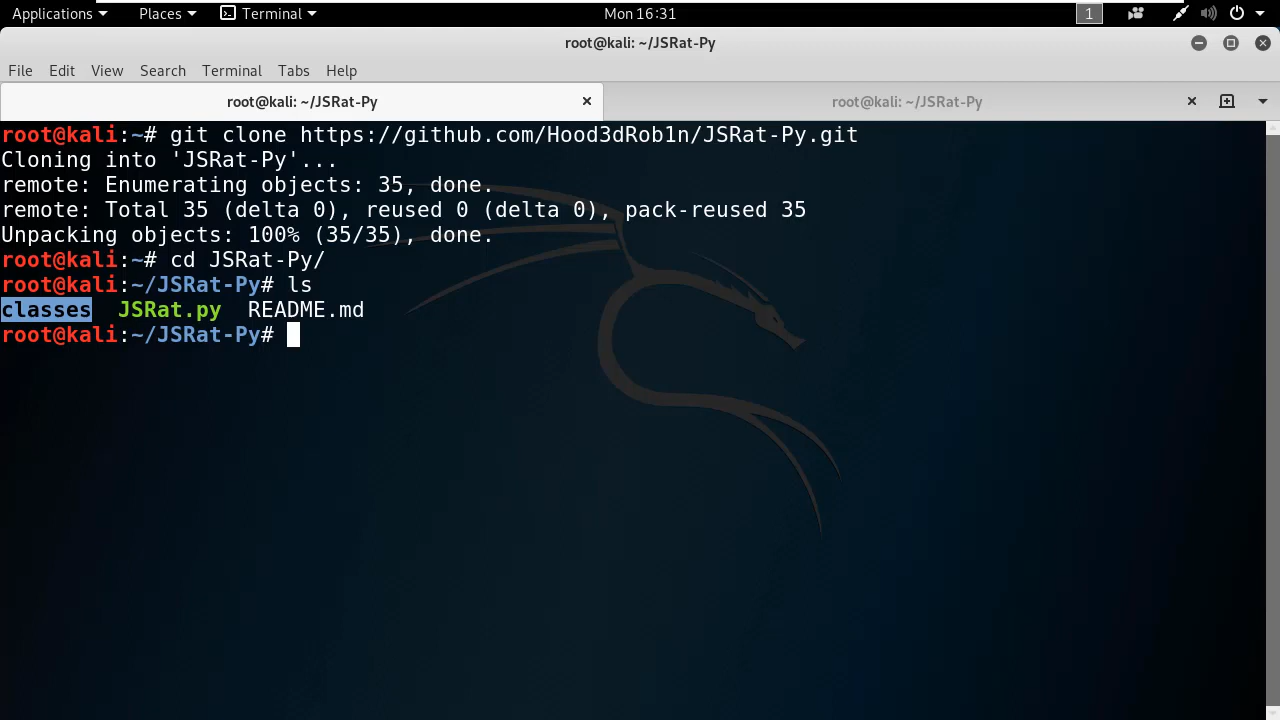 Applications Places Terminal Mon 16:31 1
root@kali: ~/JSRat-Py
File Edit View Search Terminal Tabs Help
root@kali: ~/JSRat-Py root@kali: ~/JSRat-Py
root@kali:~# git clone https://github.com/Hood3dRob1n/JSRat-Py.git
Cloning into 'JSRat-Py'...
remote: Enumerating objects: 35, done.
remote: Total 35 (delta 0), reused 0 (delta 0), pack-reused 35
Unpacking objects: 100% (35/35), done.
root@kali:~# cd JSRat-Py/
root@kali:~/JSRat-Py# ls
classes JSRat.py README.md
root@kali:~/JSRat-Py#